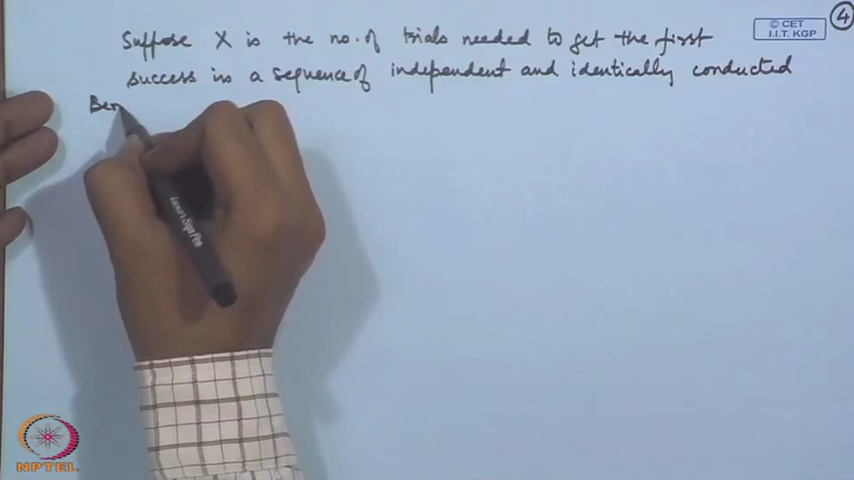 4
© CET
I.I.T. KGP
Suppose X is the no. of trials needed to get the first
success in a sequence of independent and identically conducted
Ber
NPTEL